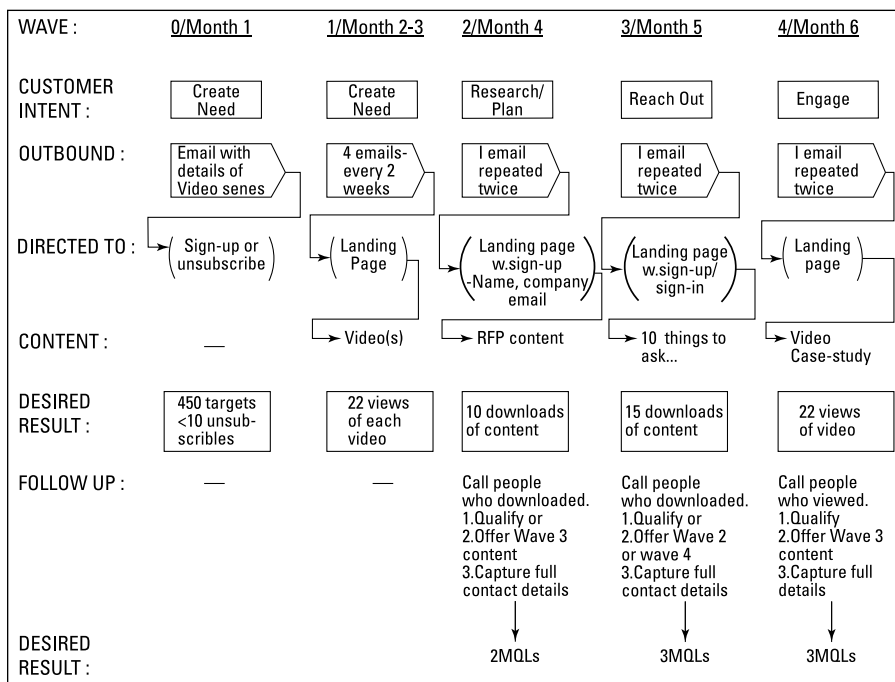 WAVE : 0/Month 1 1/Month 2-3 2/Month 4 3/Month 5 4/Month 6
CUSTOMER
INTENT :
Create
Need
Create
Need
Research/
Plan
Reach Out
Engage
OUTBOUND :
Email with
details of
Video senes
4 emails-
every 2
weeks
I email
repeated
twice
I email
repeated
twice
I email
repeated
twice
DIRECTED TO :
Sign-up or
unsubscribe
Landing
Page
Landing page
w.sign-up
-Name, company
email
Landing page
w.sign-up/
sign-in
Landing
page
CONTENT :
—
Video(s)
RFP content
10 things to
ask...
Video
Case-study
DESIRED
RESULT :
450 targets
<10 unsub-
scribles
22 views
of each
video
10 downloads
of content
15 downloads
of content
22 views
of video
FOLLOW UP :
—
—
Call people
who downloaded.
1.Qualify or
2.Offer Wave 3
content
3.Capture full
contact details
Call people
who downloaded.
1.Qualify or
2.Offer Wave 2
or wave 4
3.Capture full
contact details
Call people
who viewed.
1.Qualify
2.Offer Wave 3
content
3.Capture full
details
DESIRED
RESULT :
2MQLs
3MQLs
3MQLs